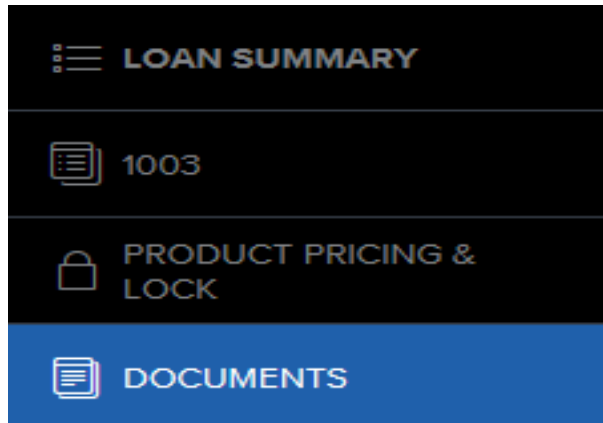 LOAN SUMMARY
1003
PRODUCT PRICING &
LOCK
DOCUMENTS